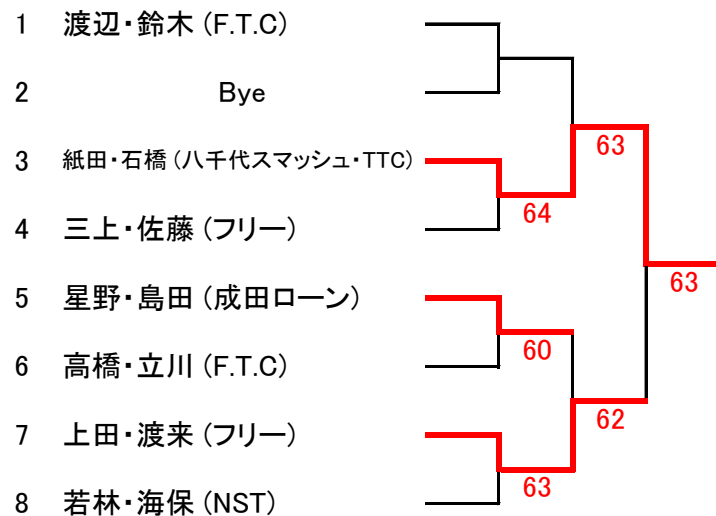 1 渡辺・鈴木 (F.T.C)
2 Bye
63
3 紙田・石橋 (八千代スマッシュ・TTC)
64
4 三上・佐藤 (フリー)
63
5 星野・島田 (成田ローン)
60
6 高橋・立川 (F.T.C)
62
7 上田・渡来 (フリー)
63
8 若林・海保 (NST)